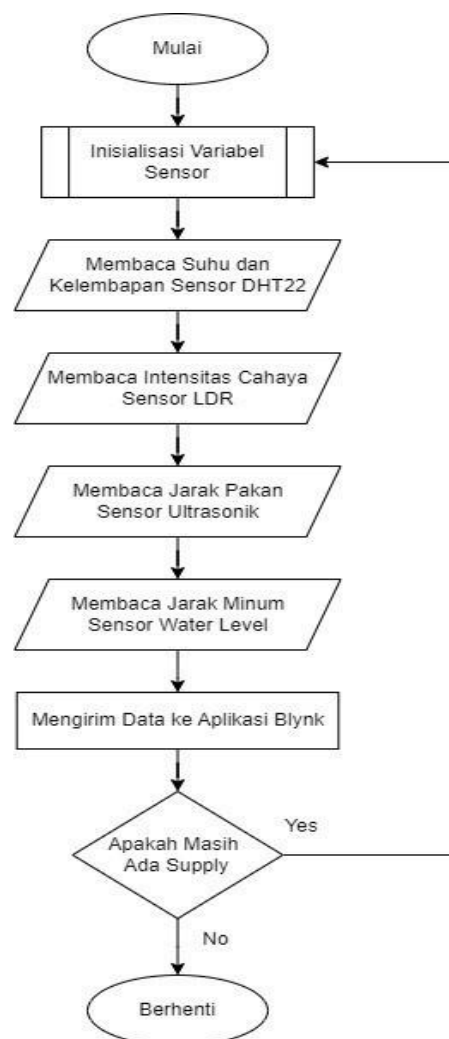 Mulai
Inisialisasi Variabel
Sensor
Membaca Suhu dan
Kelembapan Sensor DHT22
Membaca Intensitas Cahaya
Sensor LDR
Membaca Jarak Pakan
Sensor Ultrasonik
Membaca Jarak Minum
Sensor Water Level
Mengirim Data ke Aplikasi Blynk
Apakah Masih
Ada Supply
Yes
No
Berhenti